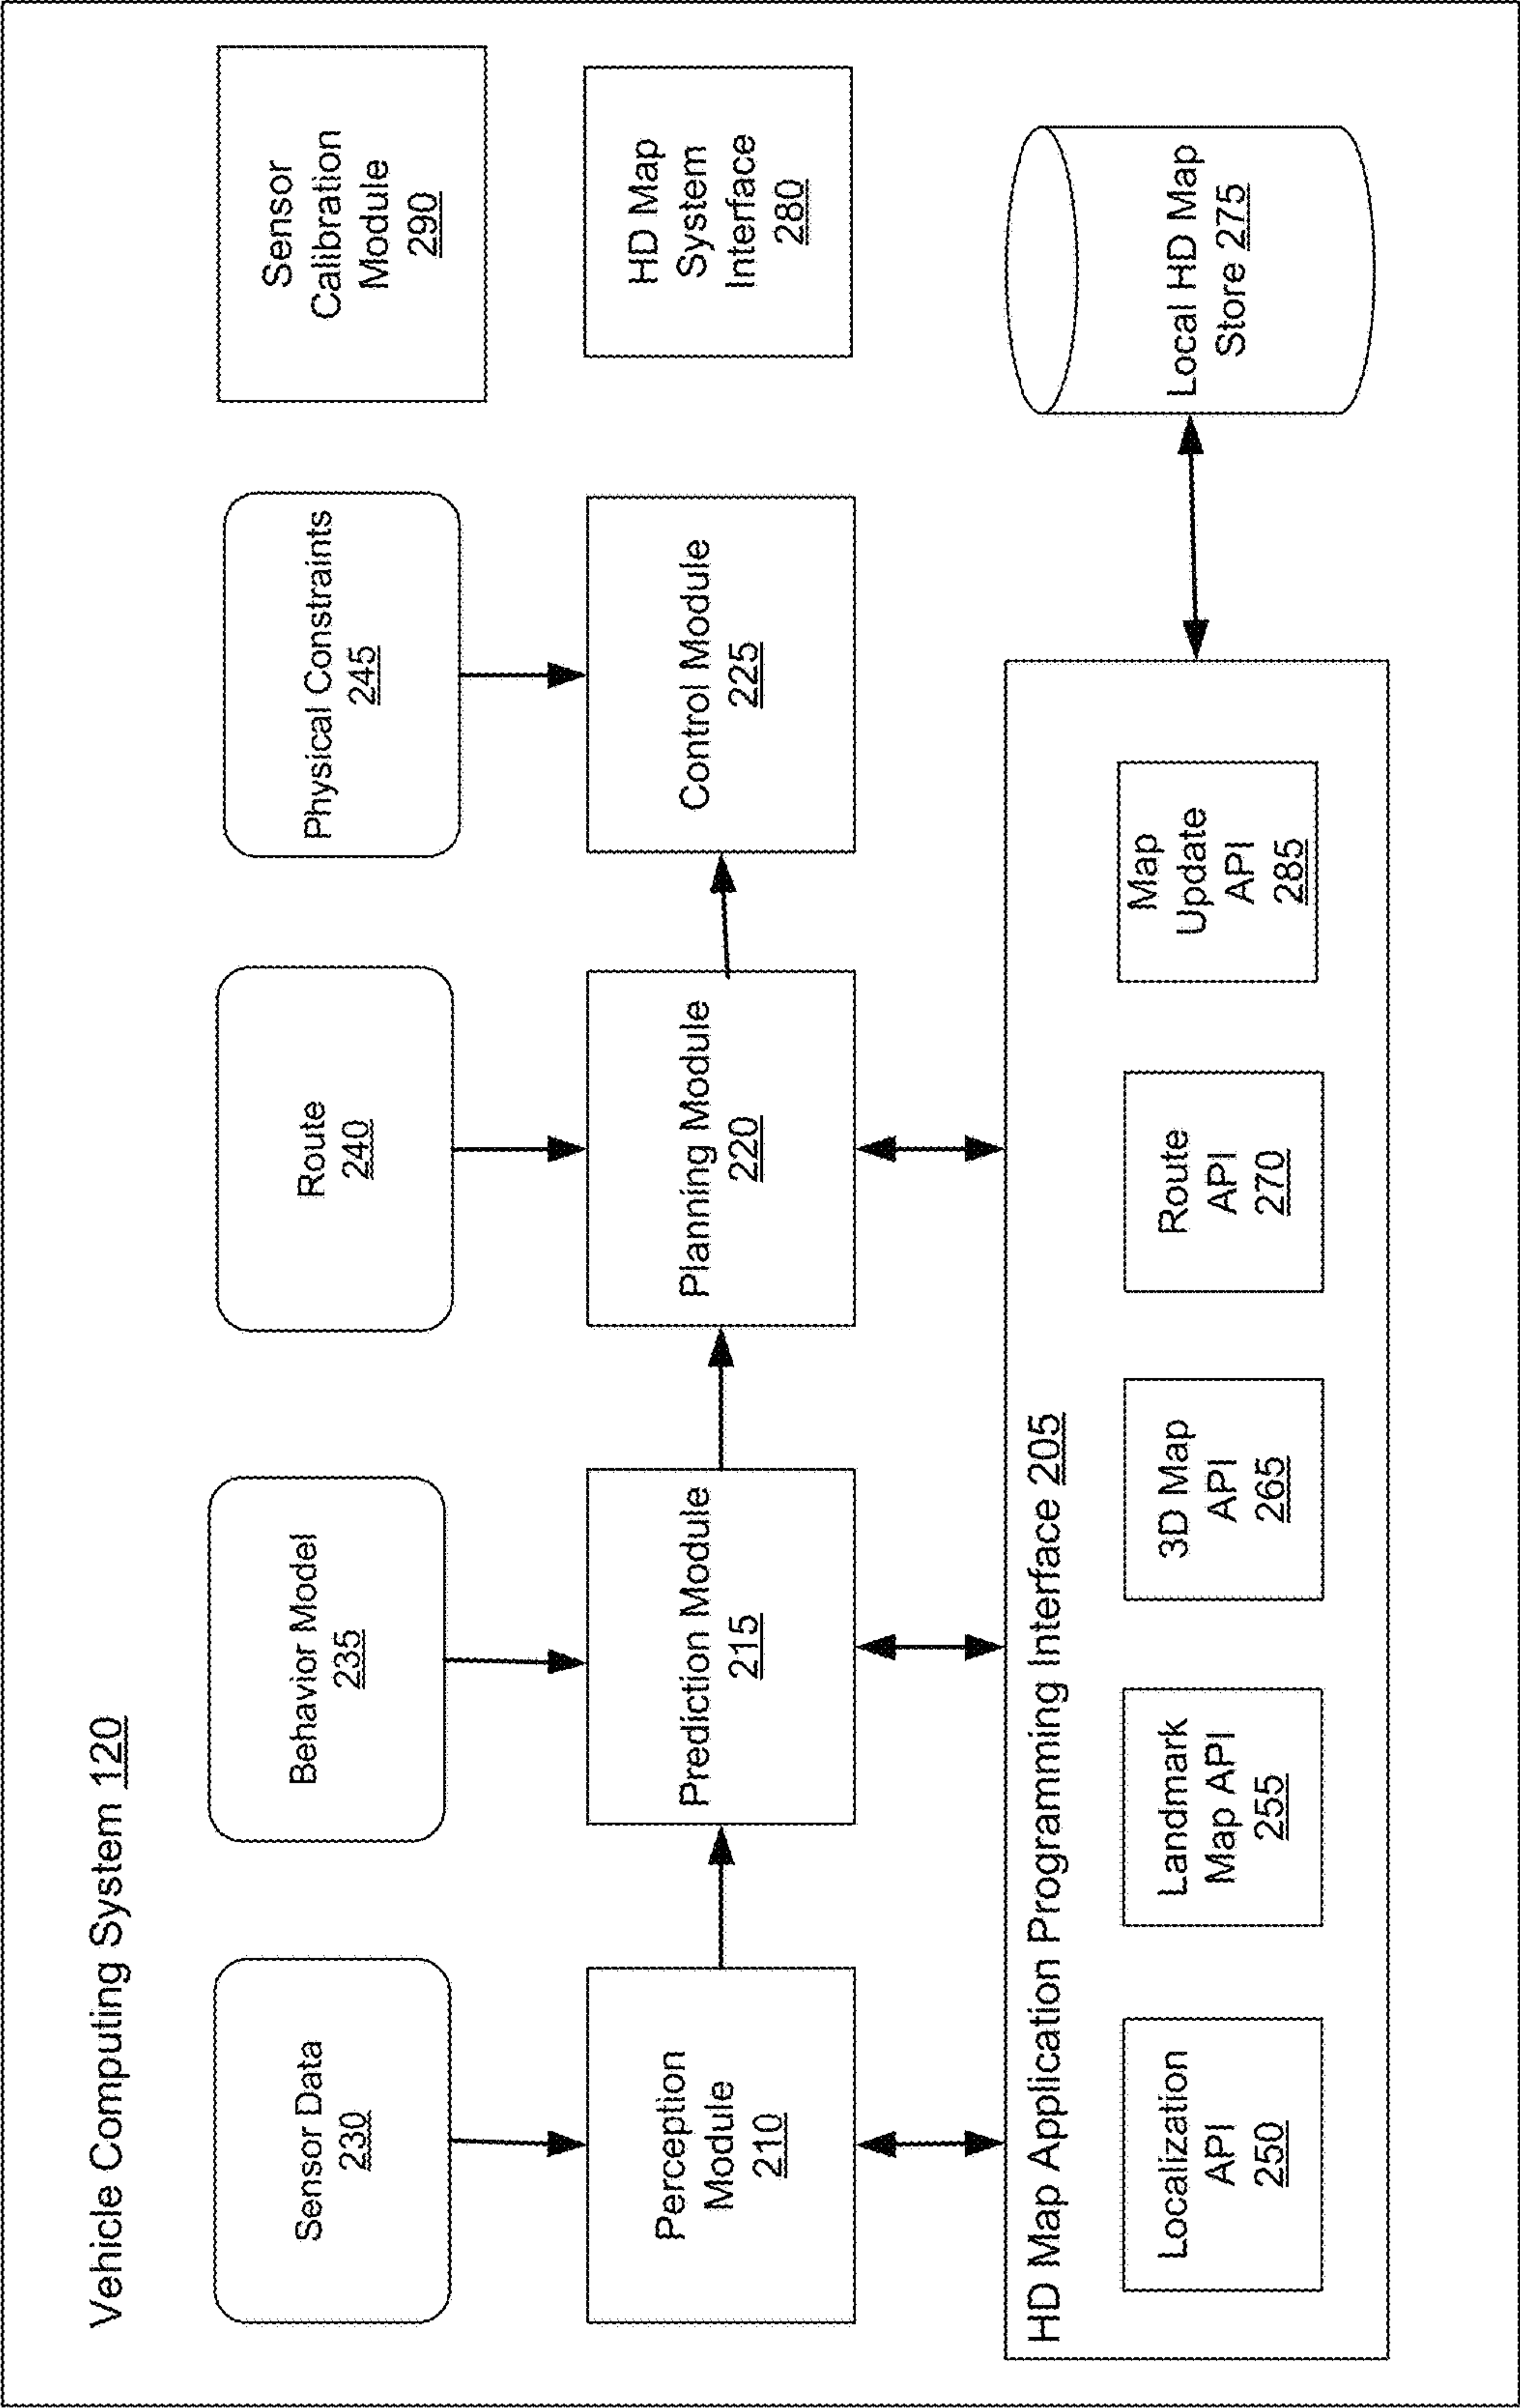 Vehicle Computing System 120
Sensor Data
230
Behavior Model
235
Route
240
Physical Constraints
245
Sensor
Calibration
Module
290
Perception
Module
210
Prediction Module
215
Planning Module
220
Control Module
225
HD Map
System
Interface
280
HD Map Application Programming Interface 205
Localization
API
250
Landmark
Map API
255
3D Map
API
265
Route
API
270
Map
Update
API
285
Local HD Map
Store 275